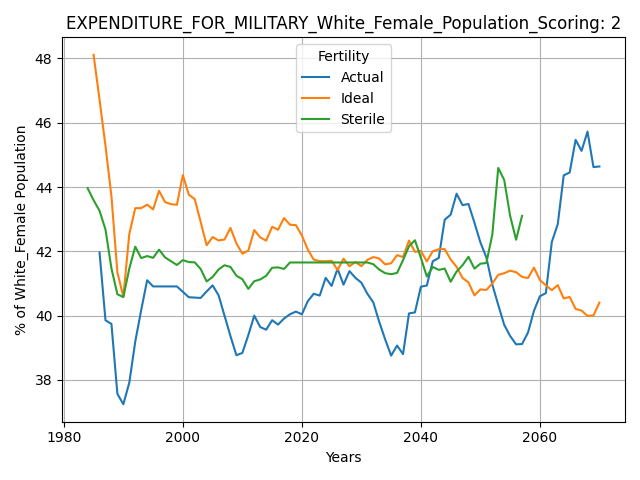 EXPENDITURE_FOR_MILITARY_White_Female_Population_Scoring: 2
Fertility
Actual
Ideal
Sterile
% of White_Female Population
48
46
44
42
40
38
1980
2000
2020
2040
2060
Years